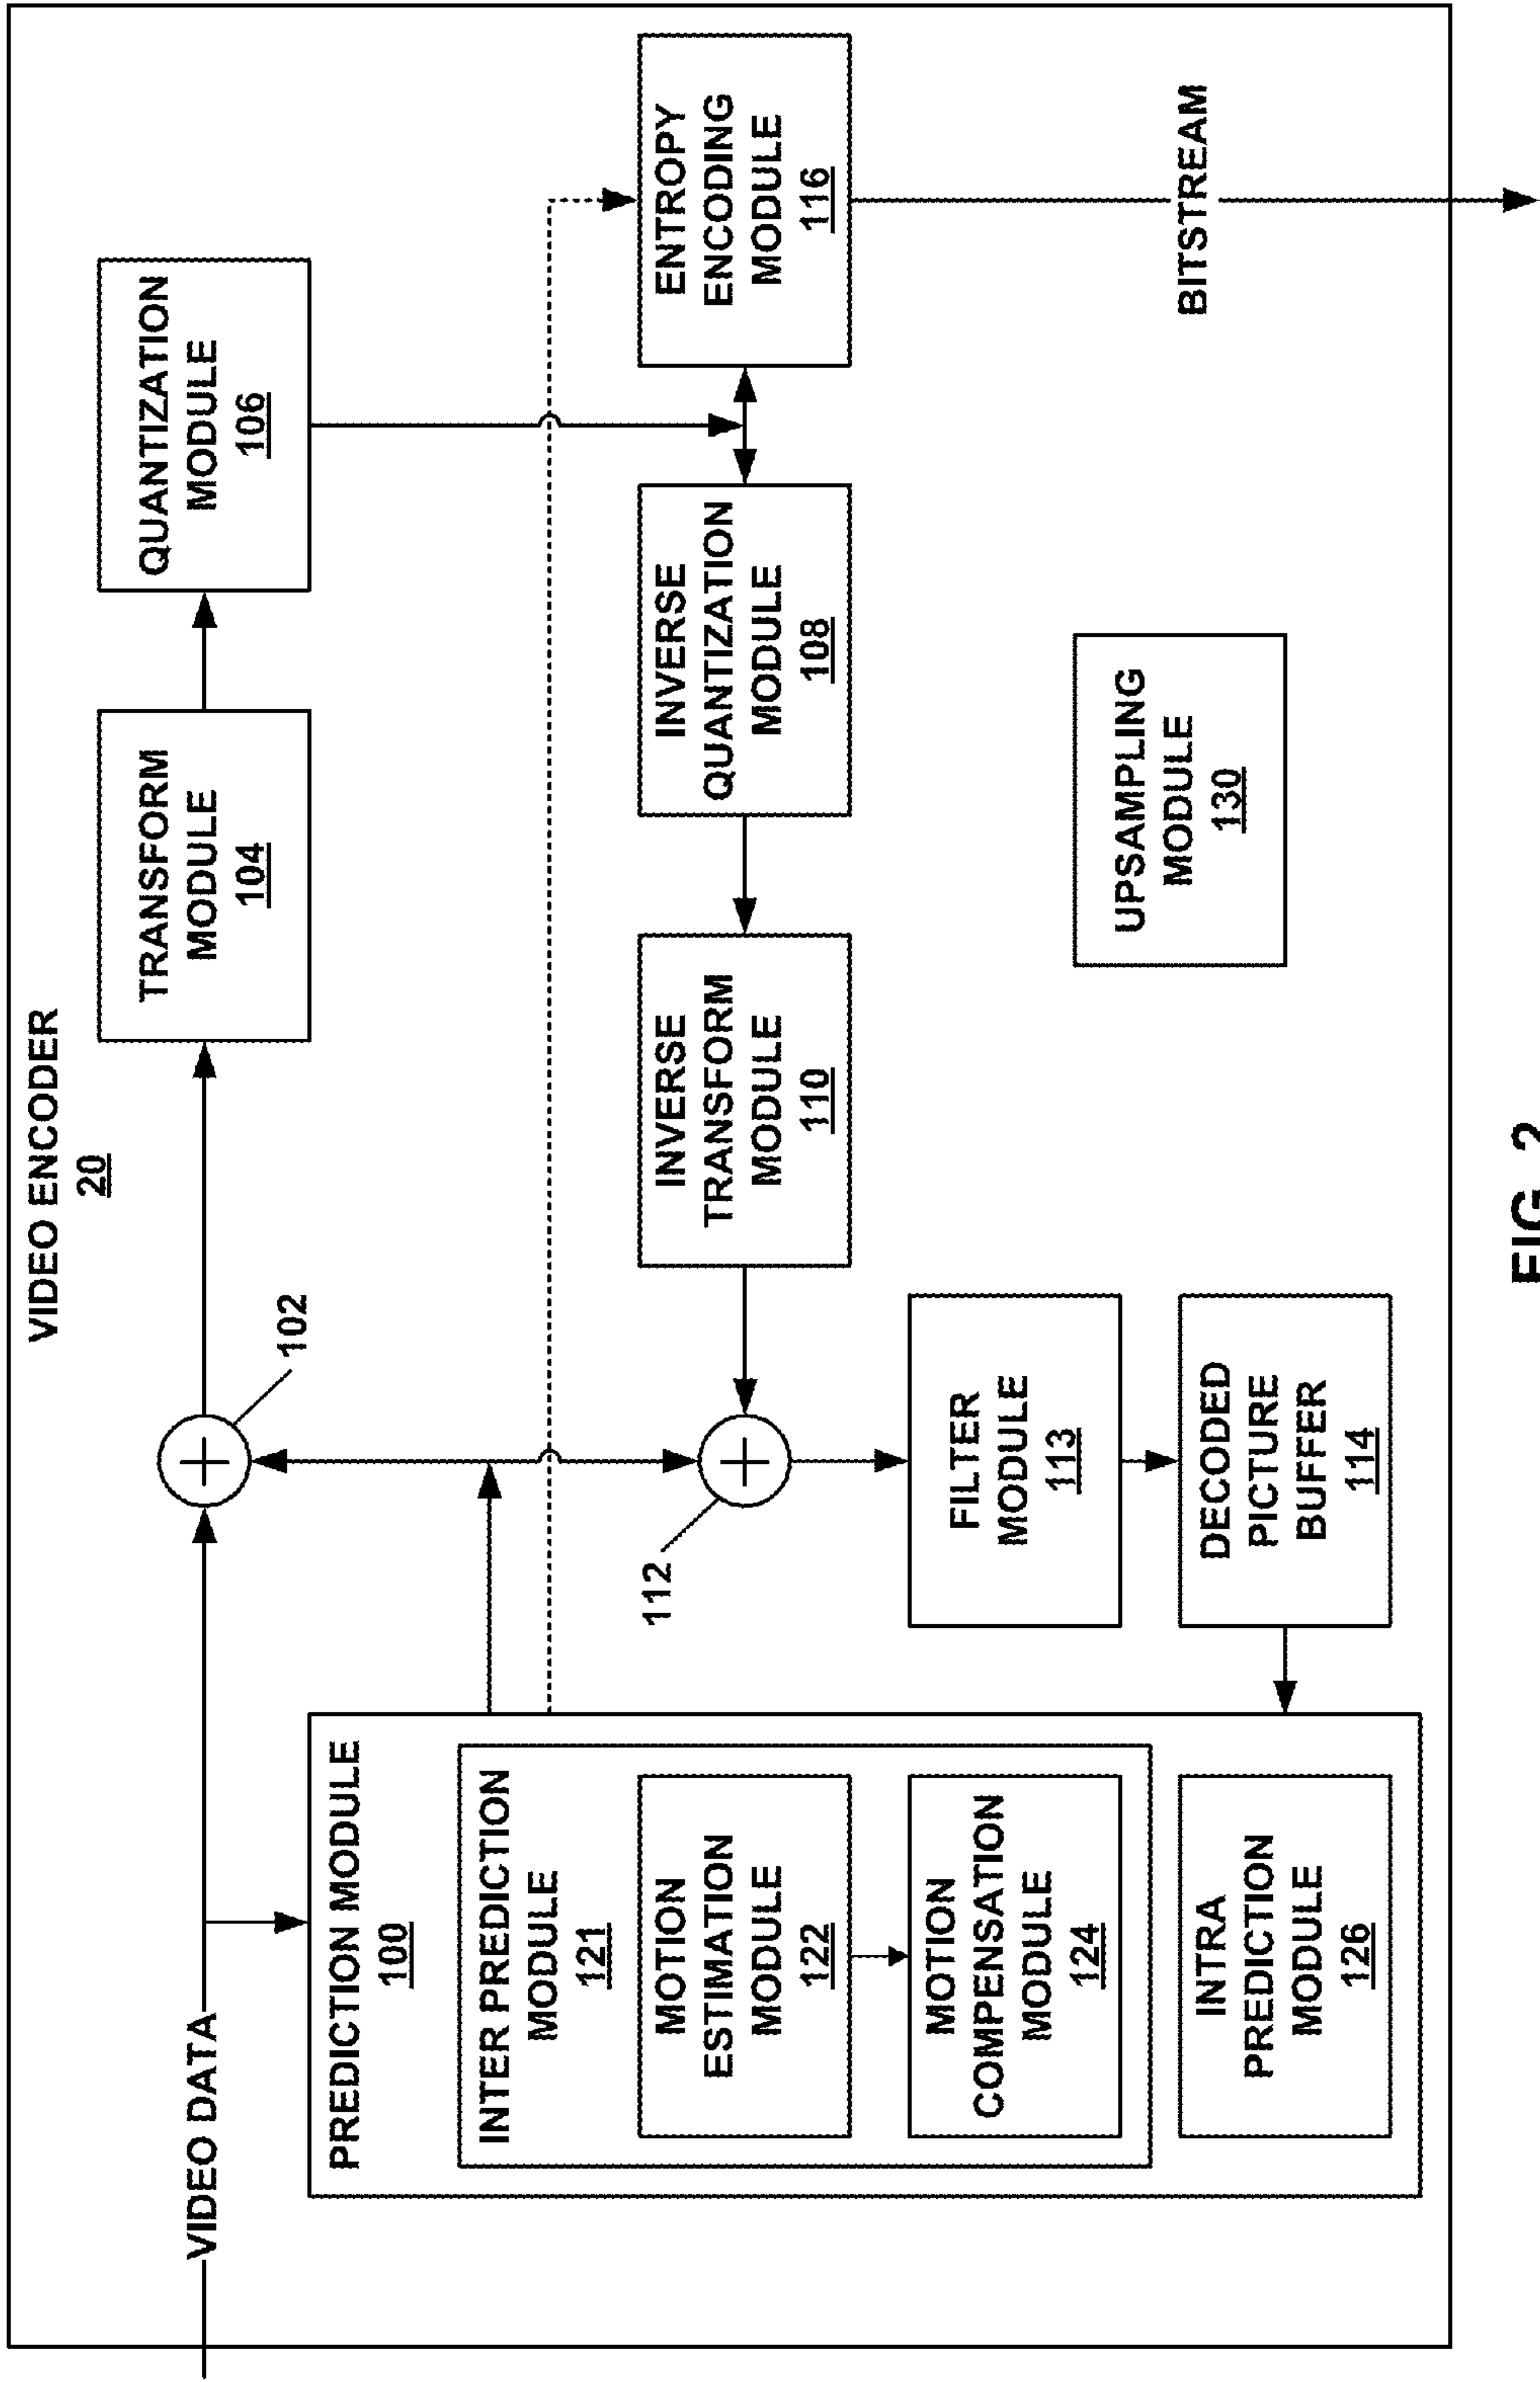 VIDEO ENCODER
20
VIDEO DATA
102
TRANSFORM
MODULE
104
QUANTIZATION
MODULE
106
PREDICTION MODULE
100
INTER PREDICTION
MODULE
121
MOTION
ESTIMATION
MODULE
122
MOTION
COMPENSATION
MODULE
124
INTRA
PREDICTION
MODULE
126
112
INVERSE
TRANSFORM
MODULE
110
INVERSE
QUANTIZATION
MODULE
108
ENTROPY
ENCODING
MODULE
116
FILTER
MODULE
113
DECODED
PICTURE
BUFFER
114
UPSAMPLING
MODULE
130
BITSTREAM
FIG. 2